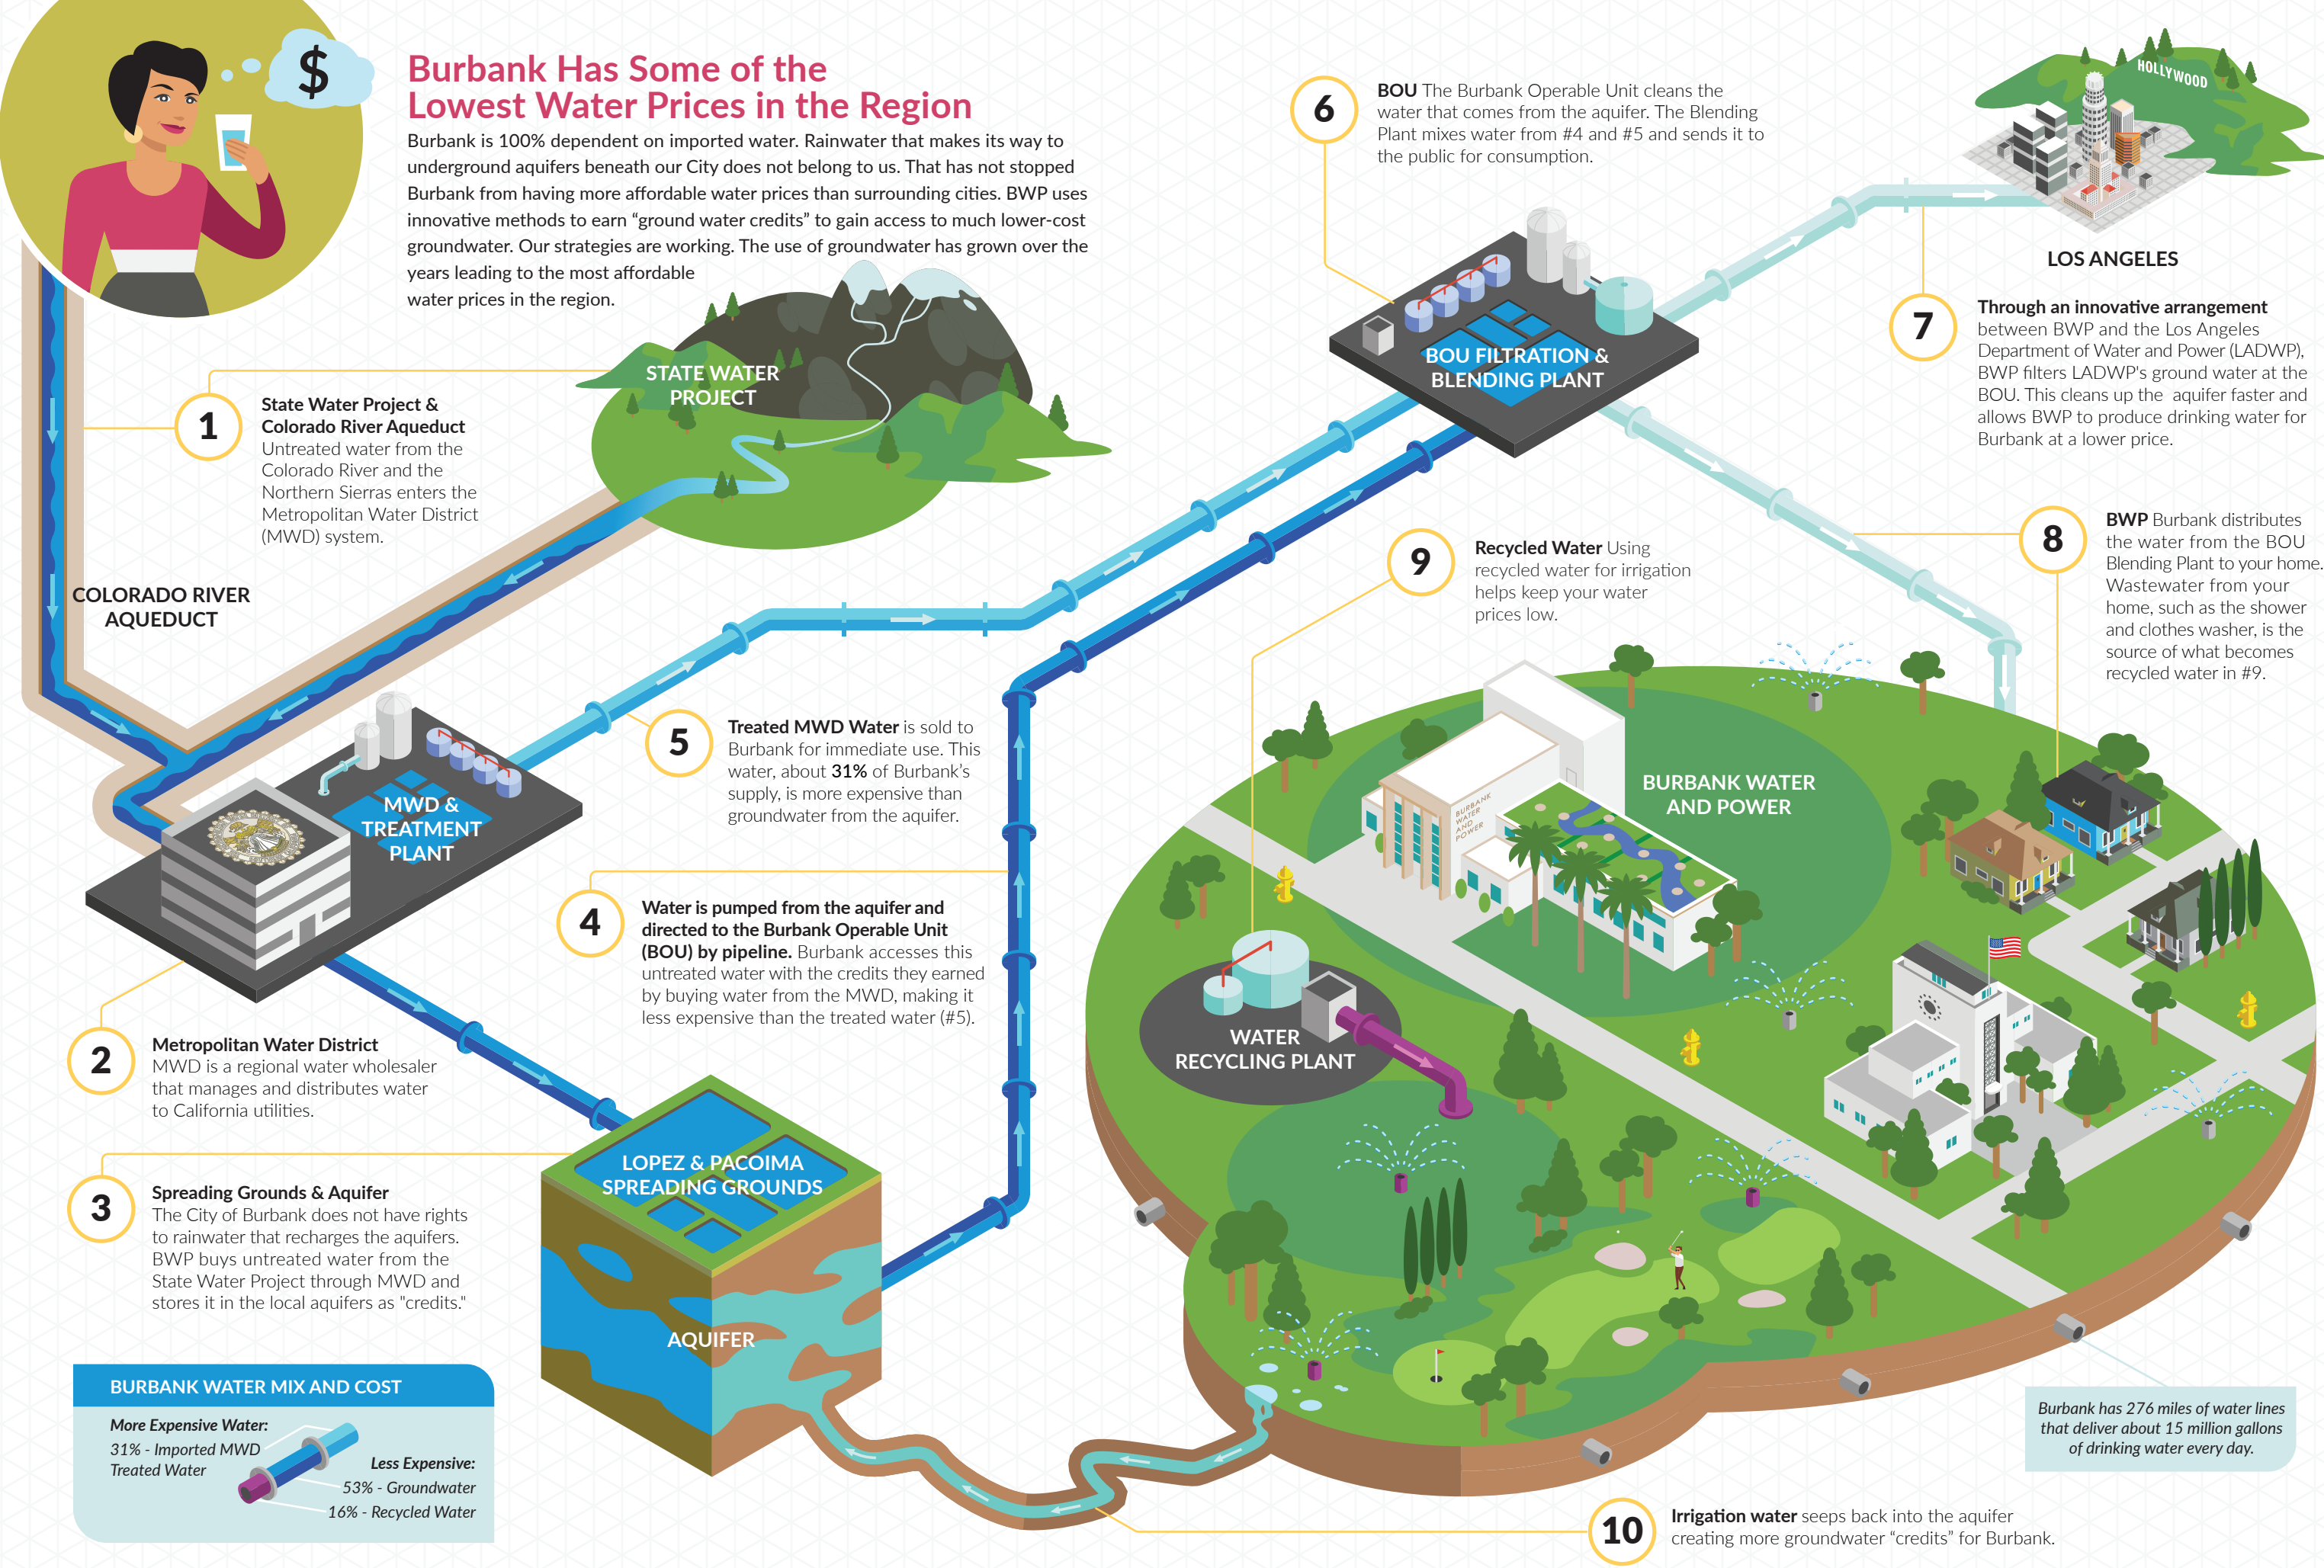 $
Burbank Has Some of the
Lowest Water Prices in the Region
Burbank is 100% dependent on imported water. Rainwater that makes its way to
underground aquifers beneath our City does not belong to us. That has not stopped
Burbank from having more affordable water prices than surrounding cities. BWP uses
innovative methods to earn “ground water credits” to gain access to much lower-cost
groundwater. Our strategies are working. The use of groundwater has grown over the
years leading to the most affordable
water prices in the region.
STATE WATER
PROJECT
1
State Water Project &
Colorado River Aqueduct
Untreated water from the
Colorado River and the
Northern Sierras enters the
Metropolitan Water District
(MWD) system.
COLORADO RIVER
AQUEDUCT
MWD &
TREATMENT
PLANT
2
Metropolitan Water District
MWD is a regional water wholesaler
that manages and distributes water
to California utilities.
3
Spreading Grounds & Aquifer
The City of Burbank does not have rights
to rainwater that recharges the aquifers.
BWP buys untreated water from the
State Water Project through MWD and
stores it in the local aquifers as "credits."
LOPEZ & PACOIMA
SPREADING GROUNDS
AQUIFER
4
Water is pumped from the aquifer and
directed to the Burbank Operable Unit
(BOU) by pipeline. Burbank accesses this
untreated water with the credits they earned
by buying water from the MWD, making it
less expensive than the treated water (#5).
5
Treated MWD Water is sold to
Burbank for immediate use. This
water, about 31% of Burbank’s
supply, is more expensive than
groundwater from the aquifer.
6
BOU The Burbank Operable Unit cleans the
water that comes from the aquifer. The Blending
Plant mixes water from #4 and #5 and sends it to
the public for consumption.
BOU FILTRATION &
BLENDING PLANT
HOLLYWOOD
LOS ANGELES
7
Through an innovative arrangement
between BWP and the Los Angeles
Department of Water and Power (LADWP),
BWP filters LADWP's ground water at the
BOU. This cleans up the aquifer faster and
allows BWP to produce drinking water for
Burbank at a lower price.
8
BWP Burbank distributes
the water from the BOU
Blending Plant to your home.
Wastewater from your
home, such as the shower
and clothes washer, is the
source of what becomes
recycled water in #9.
9
Recycled Water Using
recycled water for irrigation
helps keep your water
prices low.
BURBANK WATER
AND POWER
BURBANK
WATER
AND
POWER
WATER
RECYCLING PLANT
Burbank has 276 miles of water lines
that deliver about 15 million gallons
of drinking water every day.
10
Irrigation water seeps back into the aquifer
creating more groundwater “credits” for Burbank.
BURBANK WATER MIX AND COST
More Expensive Water:
31% - Imported MWD
Treated Water
Less Expensive:
53% - Groundwater
16% - Recycled Water